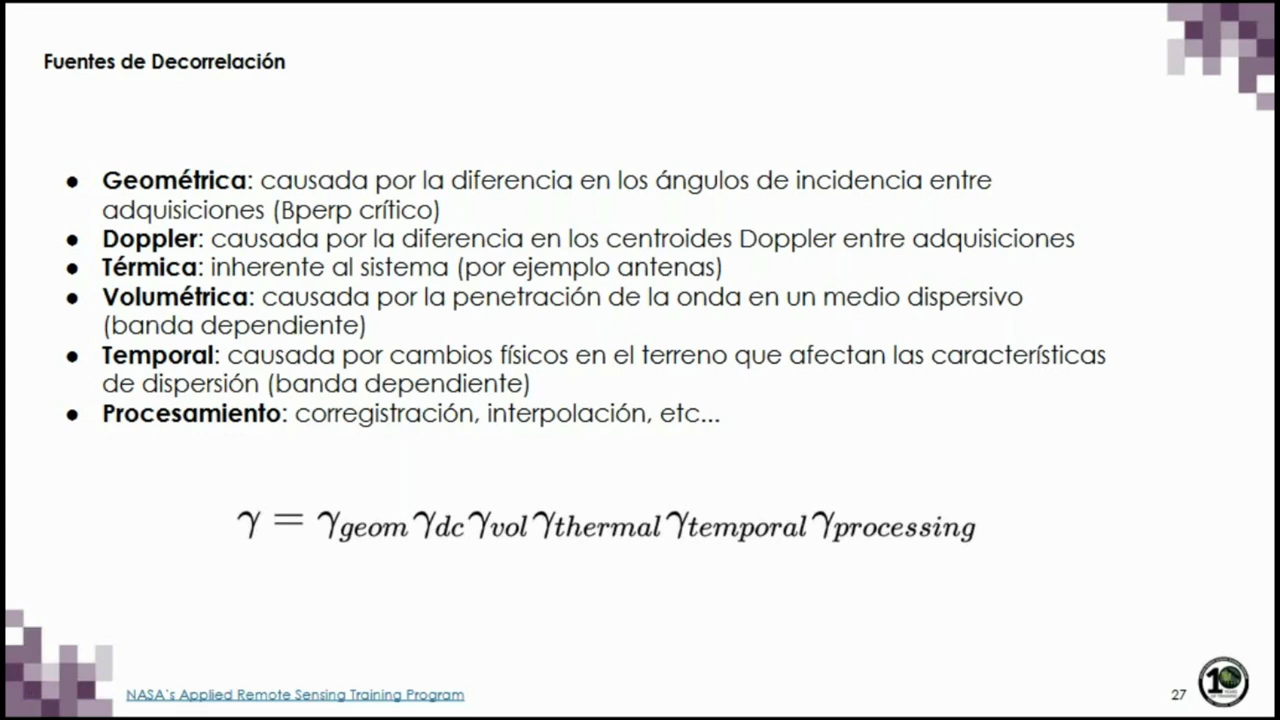 Fuentes de Decorrelación
● Geométrica: causada por la diferencia en los ángulos de incidencia entre
adquisiciones (Bperp crítico)
● Doppler: causada por la diferencia en los centroides Doppler entre adquisiciones
● Térmica: inherente al sistema (por ejemplo antenas)
● Volumétrica: causada por la penetración de la onda en un medio dispersivo
(banda dependiente)
● Temporal: causada por cambios físicos en el terreno que afectan las características
de dispersión (banda dependiente)
● Procesamiento: corregistración, interpolación, etc...
γ = γgeom γdc γvol γthermal γtemporal γprocessing
NASA's Applied Remote Sensing Training Program
27
10